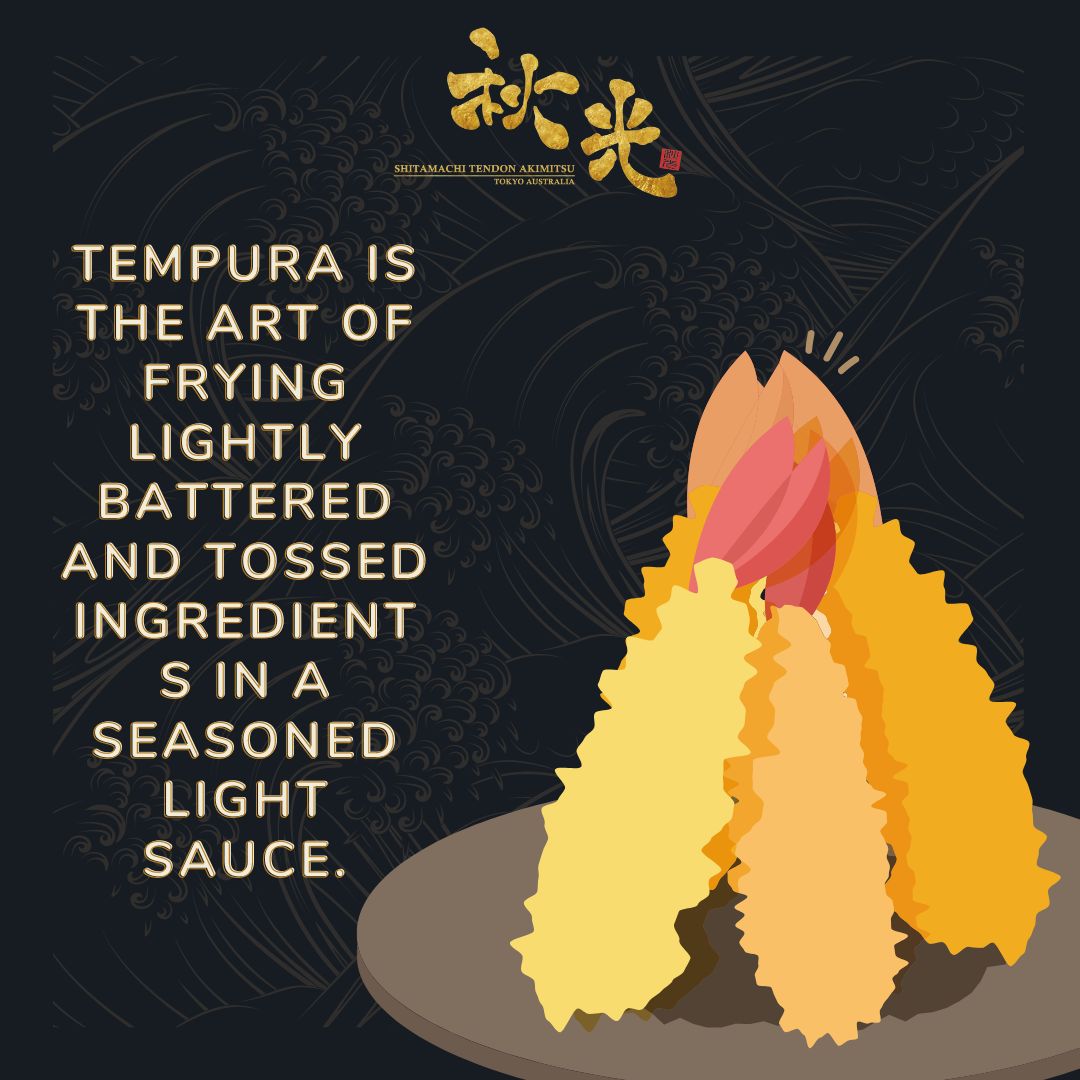 秋光
SHITAMACHI TENDON AKIMITSU
TOKYO AUSTRALIA
TEMPURA IS
THE ART OF
FRYING
LIGHTLY
BATTERED
AND TOSSED
INGREDIENT
S IN A
SEASONED
LIGHT
SAUCE.